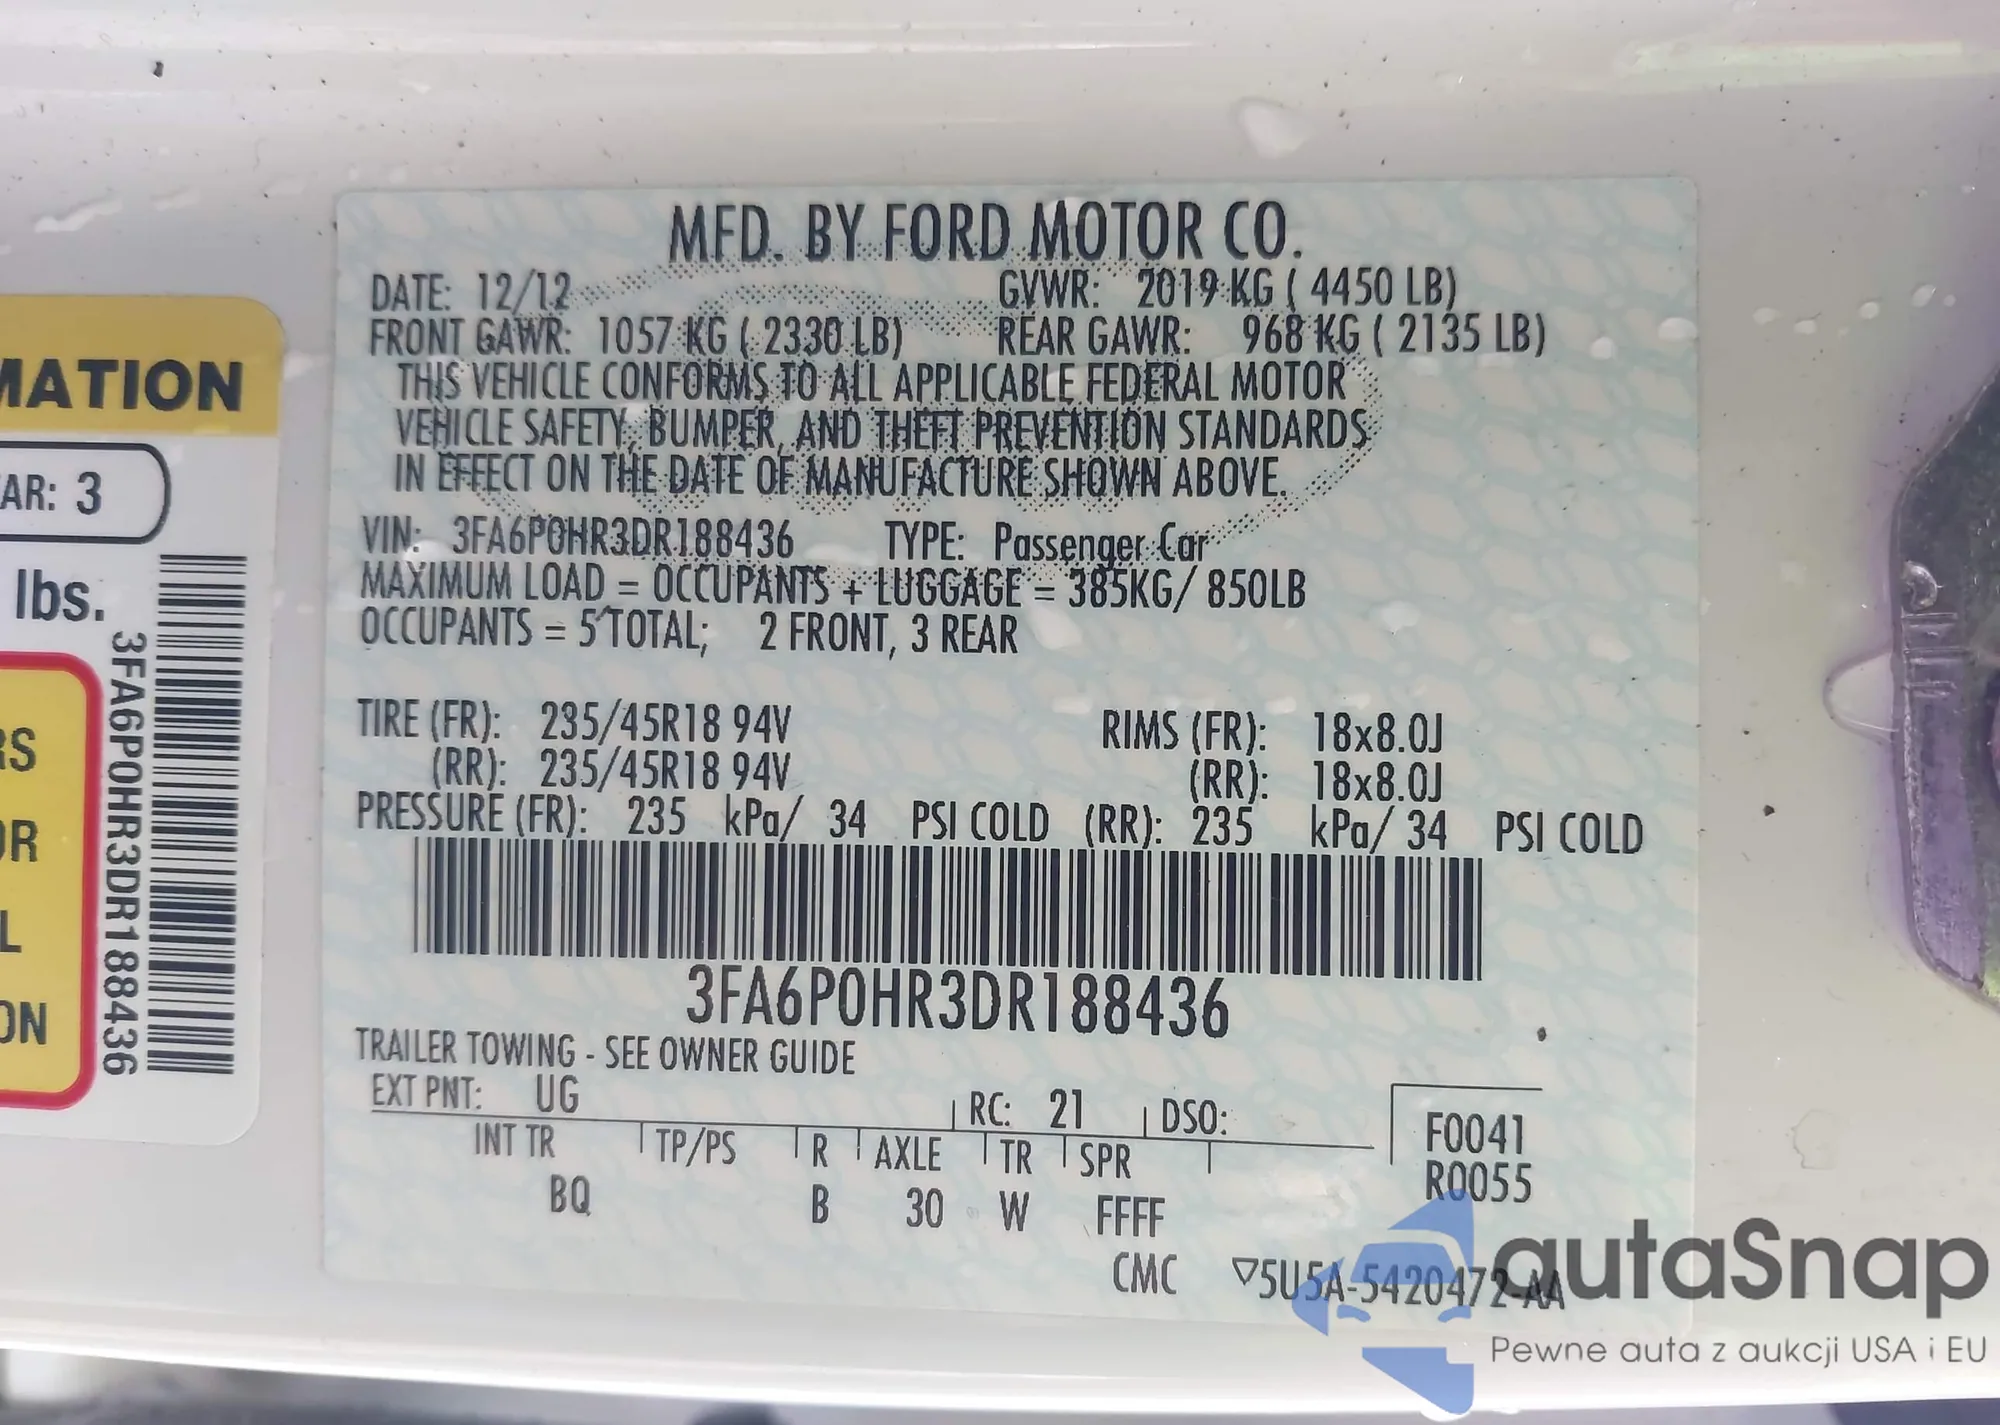 MATION
AR: 3
lbs.
RS
OR
L
ON
3FA6P0HR3DR188436
MFD. BY FORD MOTOR CO.
DATE: 12/12 GVWR: 2019 KG ( 4450 LB)
FRONT GAWR: 1057 KG ( 2330 LB) REAR GAWR: 968 KG ( 2135 LB)
THIS VEHICLE CONFORMS TO ALL APPLICABLE FEDERAL MOTOR
VEHICLE SAFETY, BUMPER, AND THEFT PREVENTION STANDARDS
IN EFFECT ON THE DATE OF MANUFACTURE SHOWN ABOVE.
VIN: 3FA6P0HR3DR188436 TYPE: Passenger Car
MAXIMUM LOAD = OCCUPANTS + LUGGAGE = 385KG/ 850LB
OCCUPANTS = 5 TOTAL; 2 FRONT, 3 REAR
TIRE (FR): 235/45R18 94V RIMS (FR): 18x8.0J
(RR): 235/45R18 94V (RR): 18x8.0J
PRESSURE (FR): 235 kPa/ 34 PSI COLD (RR): 235 kPa/ 34 PSI COLD
3FA6P0HR3DR188436
TRAILER TOWING - SEE OWNER GUIDE
EXT PNT: UG RC: 21 DSO:
INT TR TP/PS R AXLE TR SPR
BQ B 30 W FFFF
F0041
R0055
CMC ▽5U5A-5420472-AA
autaSnap
Pewne auta z aukcji USA i EU